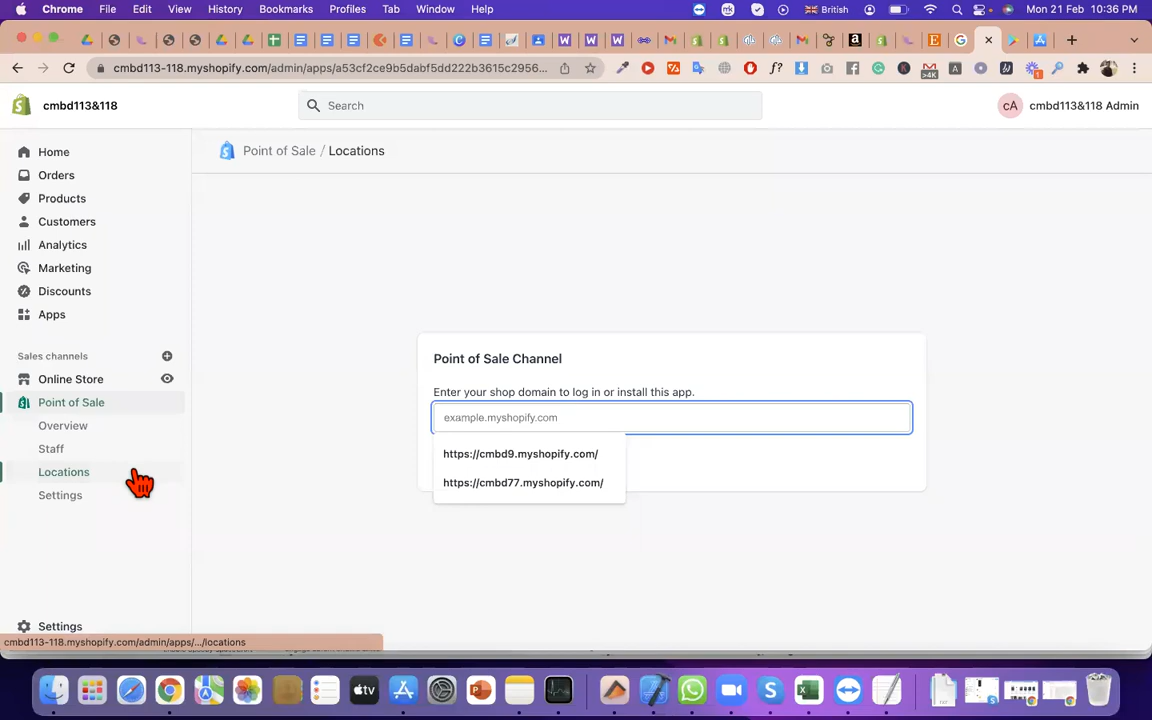 Chrome File Edit View History Bookmarks Profiles Tab Window Help British Mon 21 Feb 10:36 PM
cmbd113-118.myshopify.com/admin/apps/a53cf2ce9b5dabf5dd222b3615c2956...
cmbd113&118 Search cA cmbd113&118 Admin
Point of Sale / Locations
Home
Orders
Products
Customers
Analytics
Marketing
Discounts
Apps
Sales channels
Online Store
Point of Sale
Overview
Staff
Locations
Settings
Point of Sale Channel
Enter your shop domain to log in or install this app.
example.myshopify.com
https://cmbd9.myshopify.com/
https://cmbd77.myshopify.com/
Settings
cmbd113-118.myshopify.com/admin/apps/.../locations